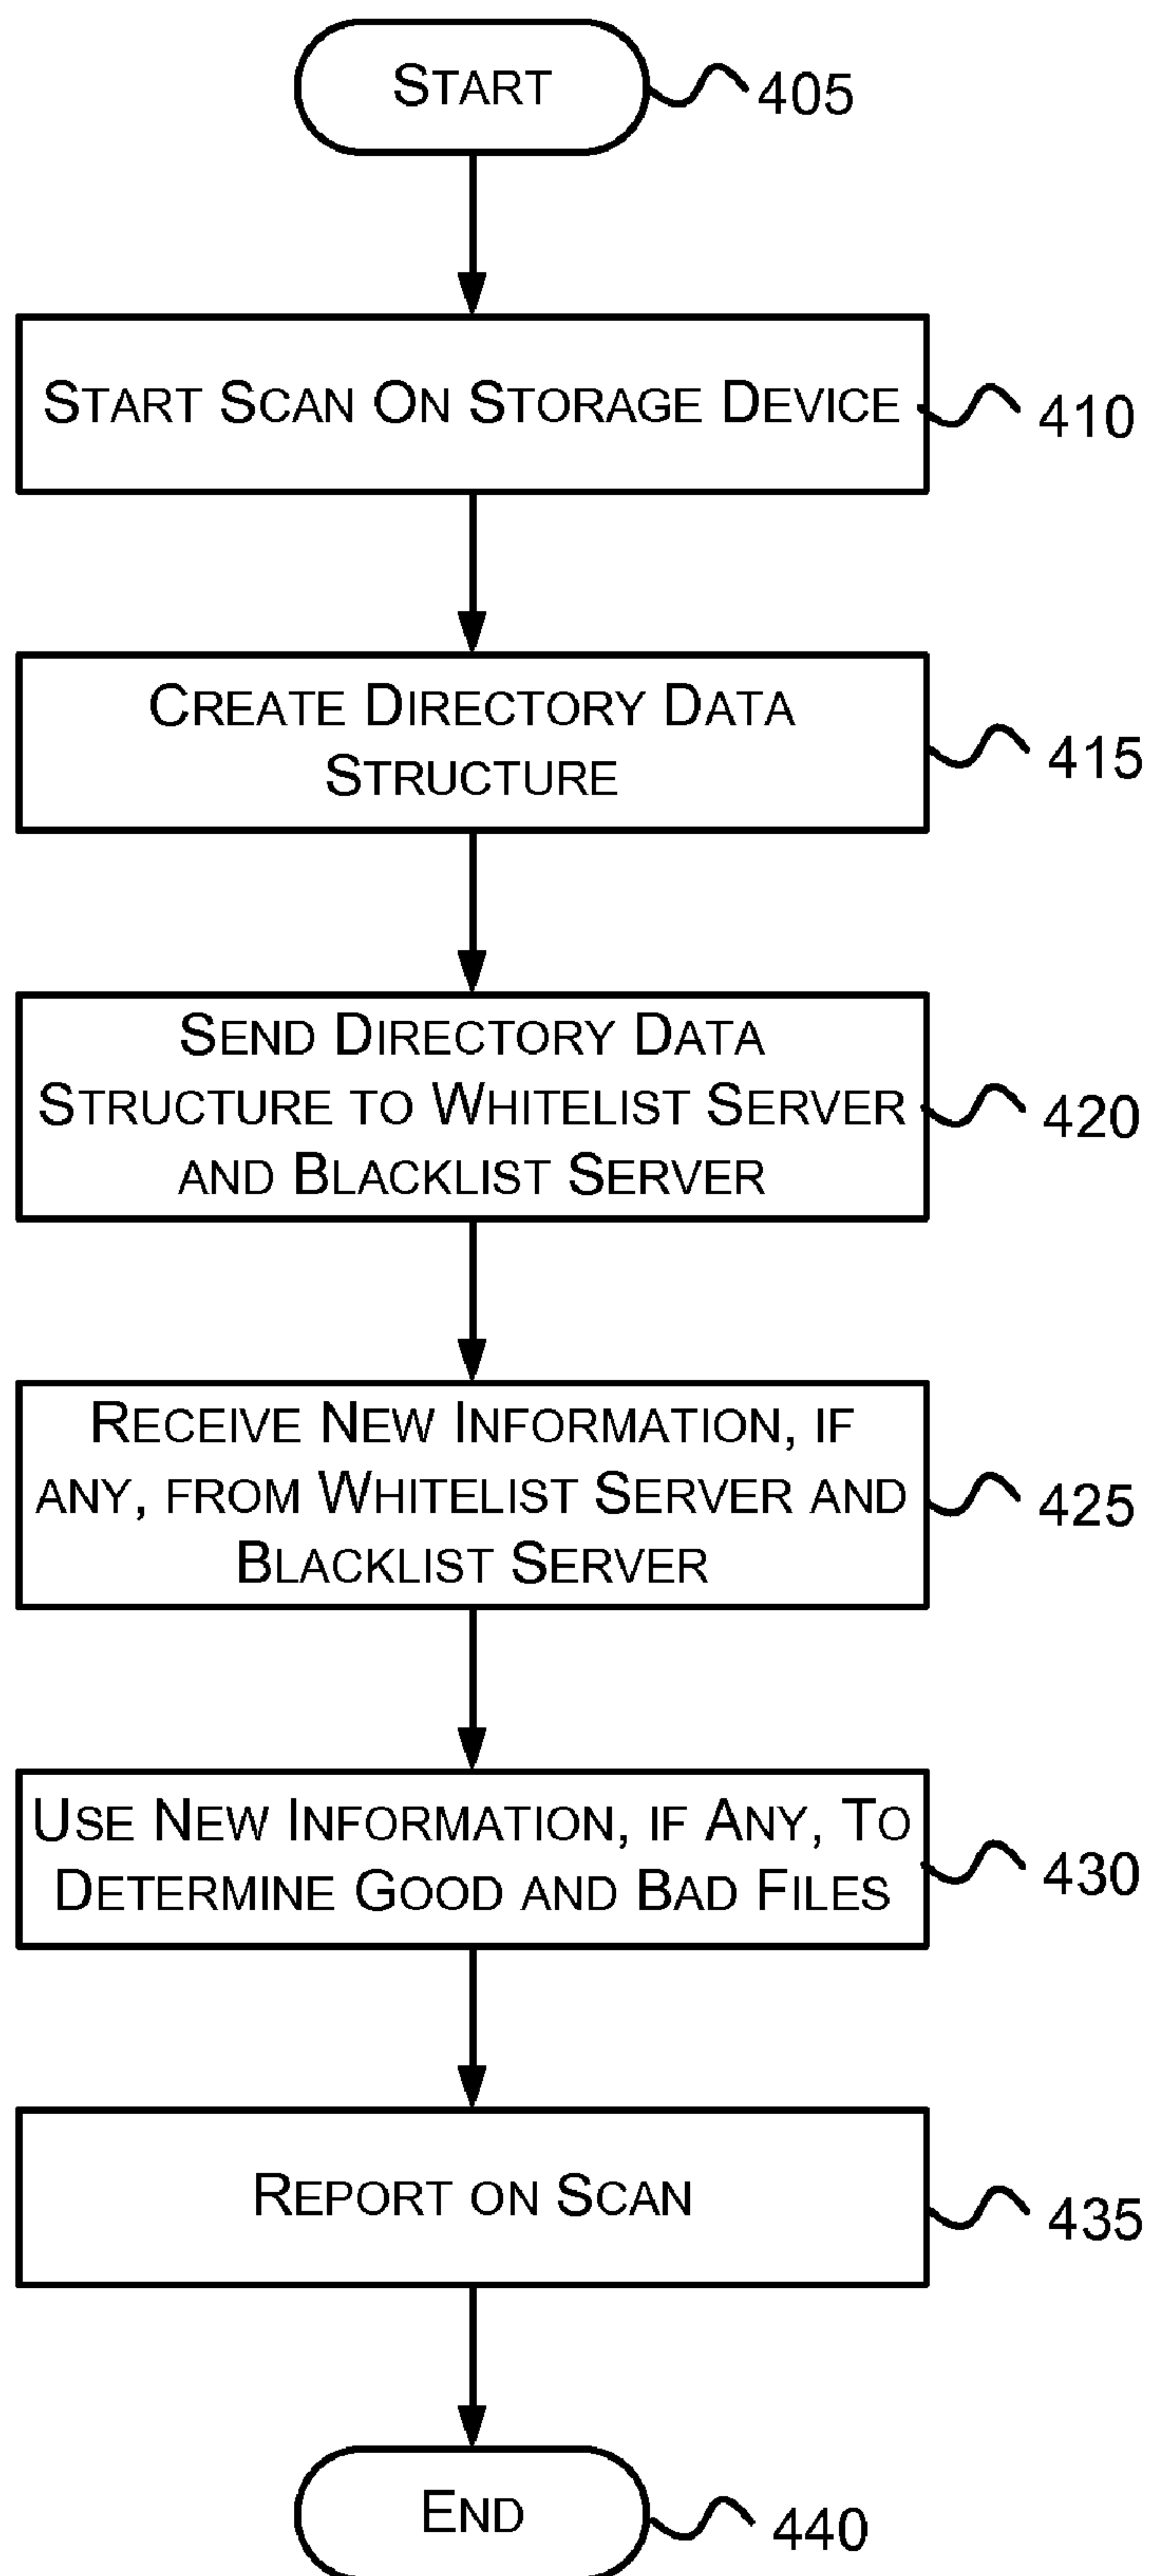 START
405
START SCAN ON STORAGE DEVICE
410
CREATE DIRECTORY DATA
STRUCTURE
415
SEND DIRECTORY DATA
STRUCTURE TO WHITELIST SERVER
AND BLACKLIST SERVER
420
RECEIVE NEW INFORMATION, IF
ANY, FROM WHITELIST SERVER AND
BLACKLIST SERVER
425
USE NEW INFORMATION, IF ANY, TO
DETERMINE GOOD AND BAD FILES
430
REPORT ON SCAN
435
END
440